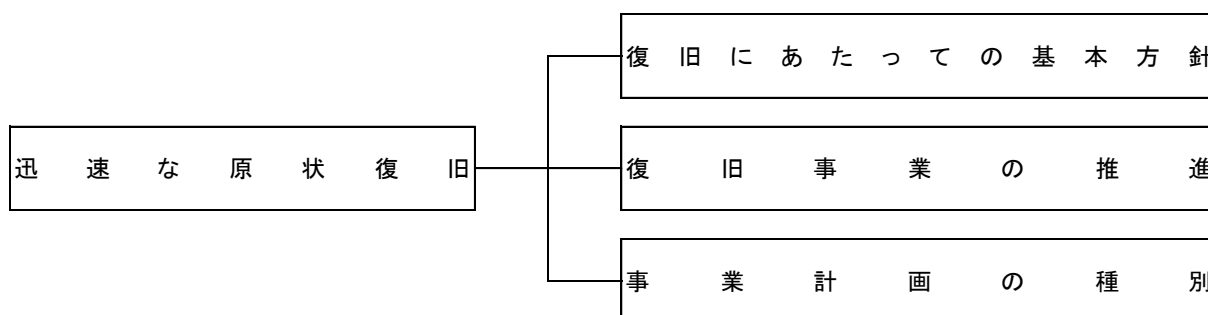 迅速な原状復旧
復旧にあたっての基本方針
復旧事業の推進
事業計画の種別